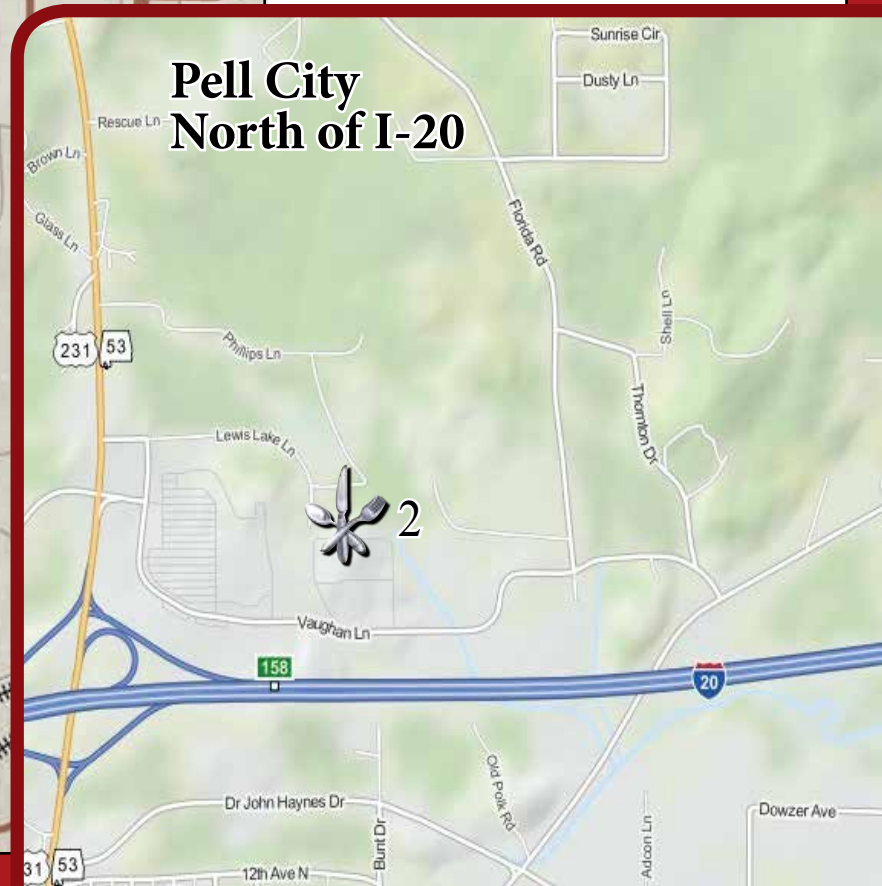 Pell City
North of I-20
Sunrise Cir
Dusty Ln
Rescue Ln
Brown Ln
Glass Ln
Florida Rd
231
53
Phillips Ln
Shell Ln
Thornton Dr
Lewis Lake Ln
2
Vaughan Ln
158
20
Old Polk Rd
Dr John Haynes Dr
Bunt Dr
Adcon Ln
Dowzer Ave
31
53
12th Ave N